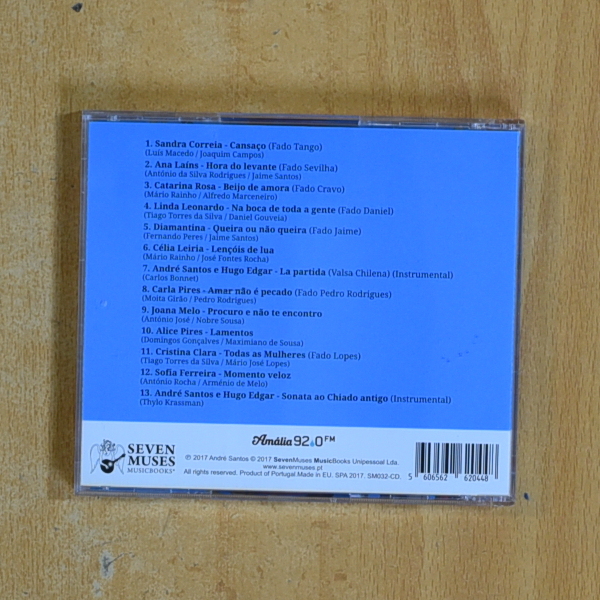 1. Sandra Correia - Cansaço (Fado Tango)
(Luís Macedo / Joaquim Campos)
2. Ana Laíns - Hora do levante (Fado Sevilha)
(António da Silva Rodrigues / Jaime Santos)
3. Catarina Rosa - Beijo de amora (Fado Cravo)
(Mário Rainho / Alfredo Marceneiro)
4. Linda Leonardo - Na boca de toda a gente (Fado Daniel)
(Tiago Torres da Silva / Daniel Gouveia)
5. Diamantina - Queira ou não queira (Fado Jaime)
(Fernando Peres / Jaime Santos)
6. Célia Leiria - Lençóis de lua
(Mário Rainho / José Fontes Rocha)
7. André Santos e Hugo Edgar - La partida (Valsa Chilena) (Instrumental)
(Carlos Bonnet)
8. Carla Pires - Amar não é pecado (Fado Pedro Rodrigues)
(Moita Girão / Pedro Rodrigues)
9. Joana Melo - Procuro e não te encontro
(António José / Nobre Sousa)
10. Alice Pires - Lamentos
(Domingos Gonçalves / Maximiano de Sousa)
11. Cristina Clara - Todas as Mulheres (Fado Lopes)
(Tiago Torres da Silva / Mário José Lopes)
12. Sofia Ferreira - Momento veloz
(António Rocha / Arménio de Melo)
13. André Santos e Hugo Edgar - Sonata ao Chiado antigo (Instrumental)
(Thylo Krassman)
Amália 92.0 FM
SEVEN
MUSES
MUSICBOOKS
℗ 2017 André Santos © 2017 SevenMuses MusicBooks Unipessoal Lda.
www.sevenmuses.pt
All rights reserved. Product of Portugal.Made in EU. SPA 2017. SM032-CD.
5 606562 620448